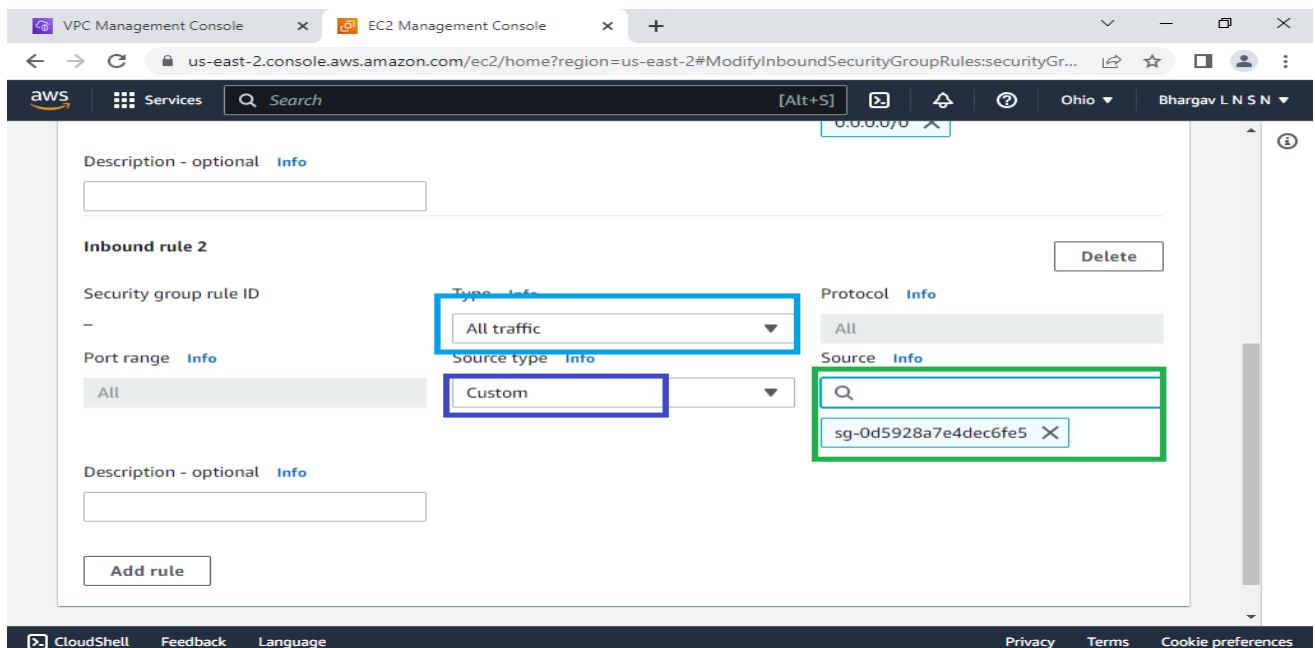 VPC Management Console
EC2 Management Console
us-east-2.console.aws.amazon.com/ec2/home?region=us-east-2#ModifyInboundSecurityGroupRules:securityGr...
aws Services Search [Alt+S] Ohio Bhargav L N S N
0.0.0.0/0
Description - optional Info
Inbound rule 2
Delete
Security group rule ID Type Info Protocol Info
– All traffic All
Port range Info Source type Info Source Info
All Custom
sg-0d5928a7e4dec6fe5
Description - optional Info
Add rule
CloudShell Feedback Language Privacy Terms Cookie preferences